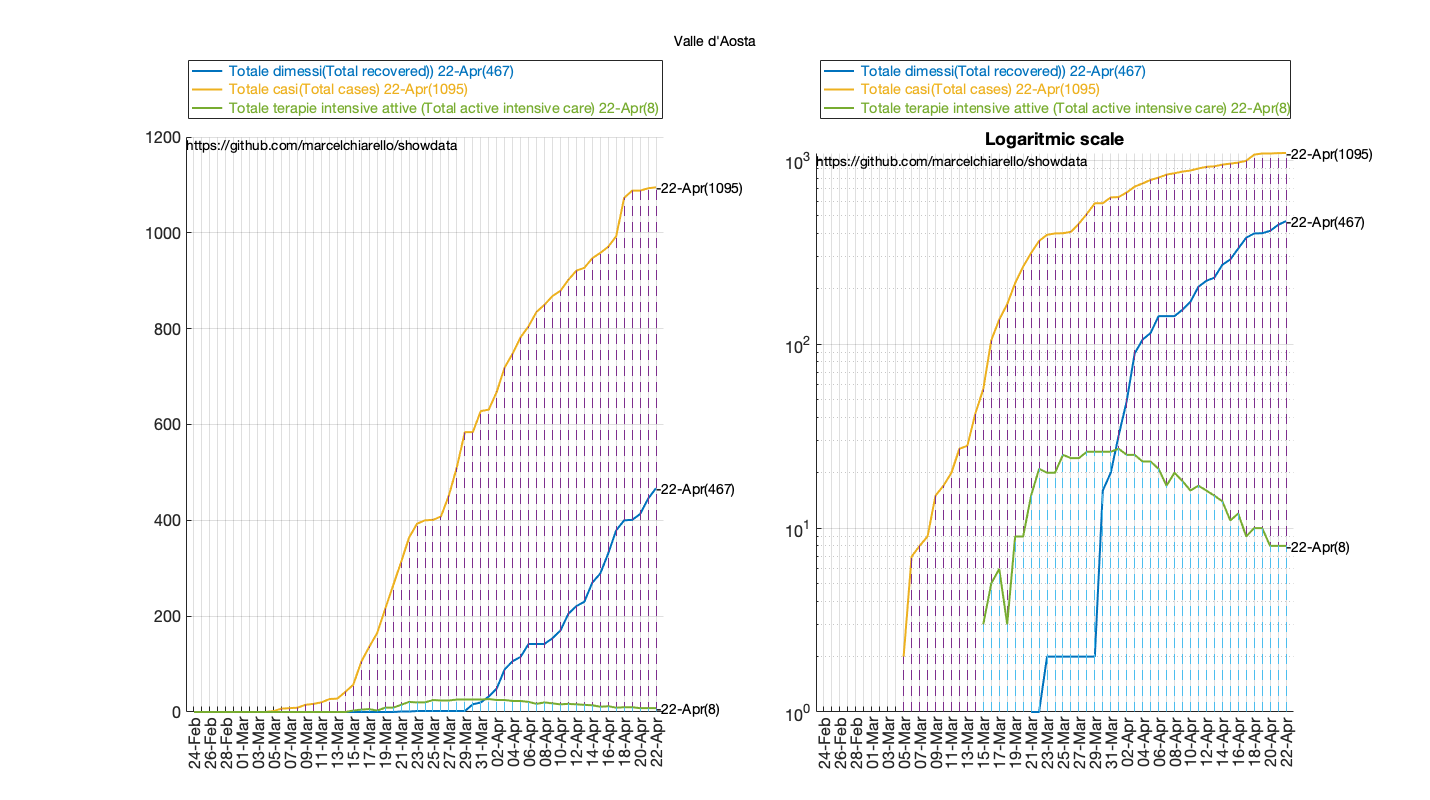 Valle d'Aosta
Totale dimessi(Total recovered)) 22-Apr(467)
Totale casi(Total cases) 22-Apr(1095)
Totale terapie intensive attive (Total active intensive care) 22-Apr(8)
1200
https://github.com/marcelchiarello/showdata
22-Apr(1095)
1000
800
600
22-Apr(467)
400
200
0
22-Apr(8)
24-Feb
26-Feb
28-Feb
01-Mar
03-Mar
05-Mar
07-Mar
09-Mar
11-Mar
13-Mar
15-Mar
17-Mar
19-Mar
21-Mar
23-Mar
25-Mar
27-Mar
29-Mar
31-Mar
02-Apr
04-Apr
06-Apr
08-Apr
10-Apr
12-Apr
14-Apr
16-Apr
18-Apr
20-Apr
22-Apr
Totale dimessi(Total recovered)) 22-Apr(467)
Totale casi(Total cases) 22-Apr(1095)
Totale terapie intensive attive (Total active intensive care) 22-Apr(8)
Logaritmic scale
10^3
https://github.com/marcelchiarello/showdata
22-Apr(1095)
22-Apr(467)
10^2
10^1
22-Apr(8)
10^0
24-Feb
26-Feb
28-Feb
01-Mar
03-Mar
05-Mar
07-Mar
09-Mar
11-Mar
13-Mar
15-Mar
17-Mar
19-Mar
21-Mar
23-Mar
25-Mar
27-Mar
29-Mar
31-Mar
02-Apr
04-Apr
06-Apr
08-Apr
10-Apr
12-Apr
14-Apr
16-Apr
18-Apr
20-Apr
22-Apr